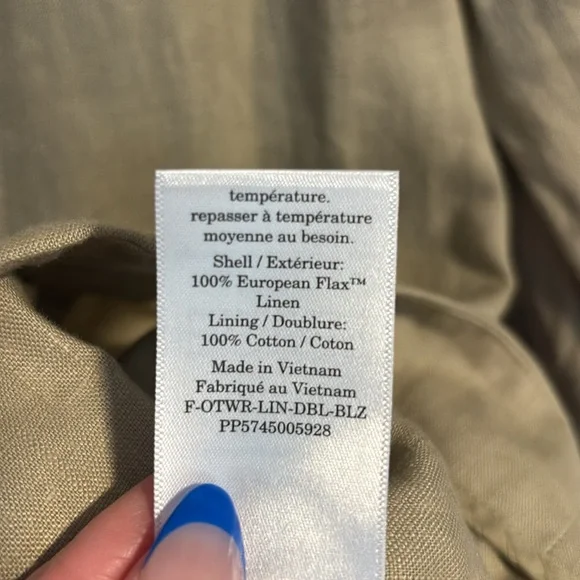 température.
repasser à température
moyenne au besoin.
Shell / Extérieur:
100% European Flax™
Linen
Lining / Doublure:
100% Cotton / Coton
Made in Vietnam
Fabriqué au Vietnam
F-OTWR-LIN-DBL-BLZ
PP5745005928